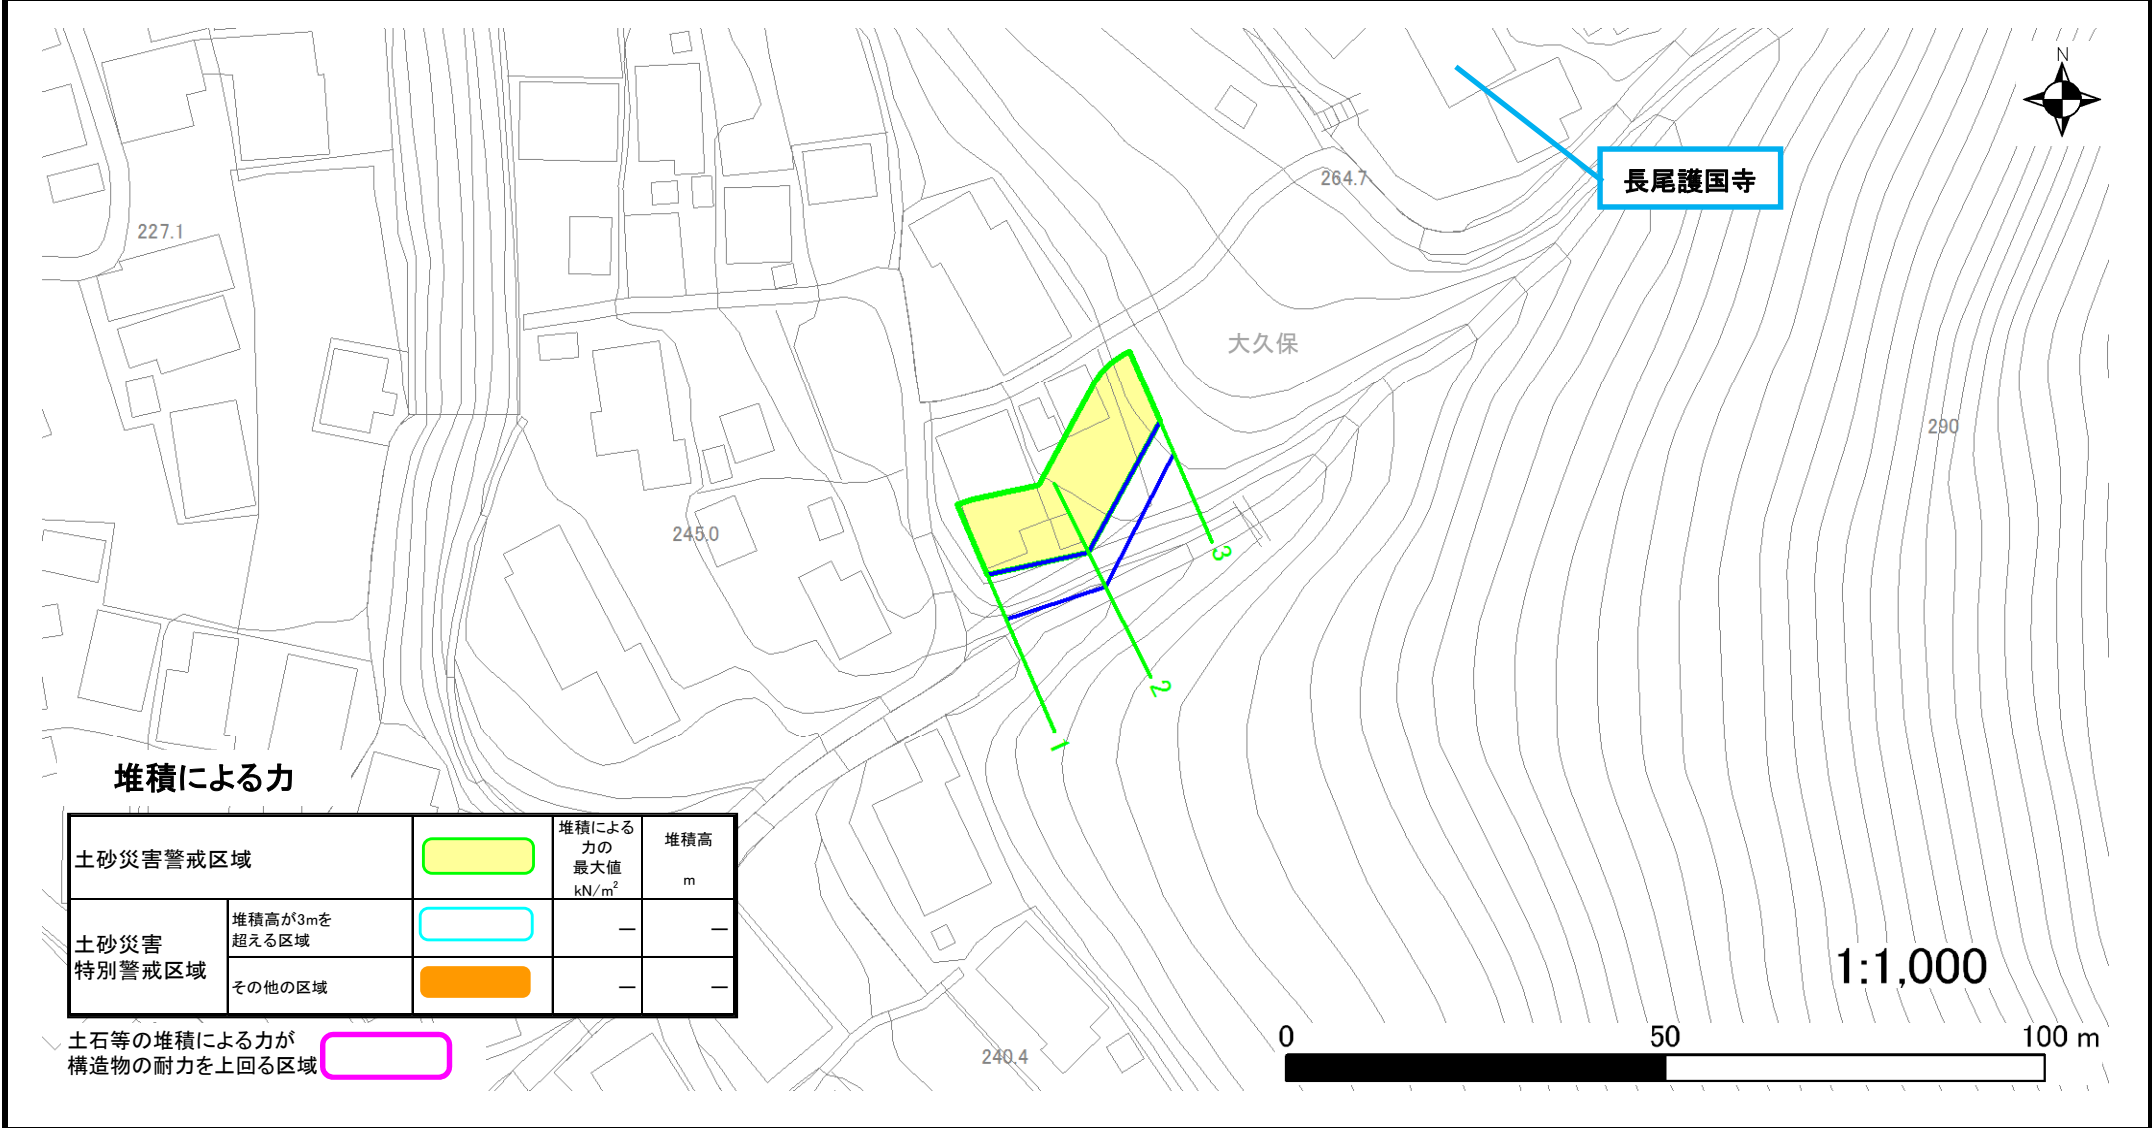 N
長尾護国寺
264.7
227.1
大久保
290
245.0
3
2
1
堆積による力
土砂災害警戒区域
堆積による
力の
最大値
kN/m²
堆積高
m
土砂災害
特別警戒区域
堆積高が3mを
超える区域
―
―
その他の区域
―
―
土石等の堆積による力が
構造物の耐力を上回る区域
240.4
1:1,000
0 50 100 m